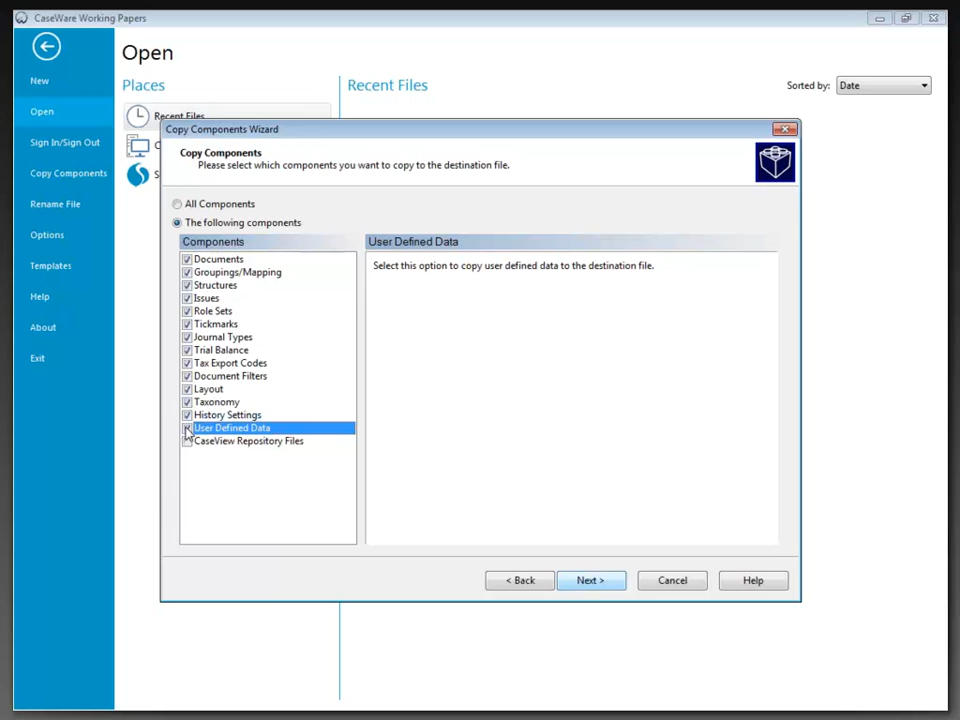 CaseWare Working Papers
Open
New
Open
Sign In/Sign Out
Copy Components
Rename File
Options
Templates
Help
About
Exit
Places
Recent Files
Recent Files
Sorted by: Date
Copy Components Wizard
Copy Components
Please select which components you want to copy to the destination file.
All Components
The following components
Components
Documents
Groupings/Mapping
Structures
Issues
Role Sets
Tickmarks
Journal Types
Trial Balance
Tax Export Codes
Document Filters
Layout
Taxonomy
History Settings
User Defined Data
CaseView Repository Files
User Defined Data
Select this option to copy user defined data to the destination file.
< Back
Next >
Cancel
Help